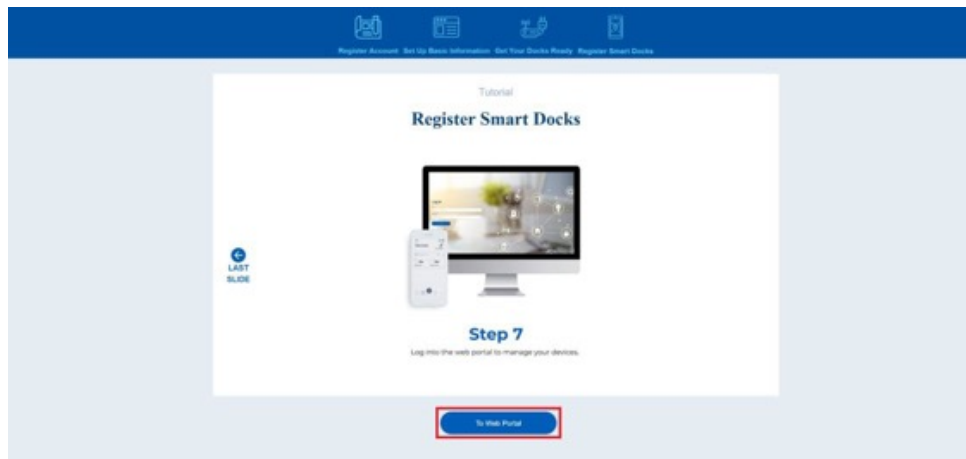 Register Account Set Up Basic Information Get Your Docks Ready Register Smart Docks
Tutorial
Register Smart Docks
LAST
SLIDE
Step 7
Log into the web portal to manage your devices.
To Web Portal